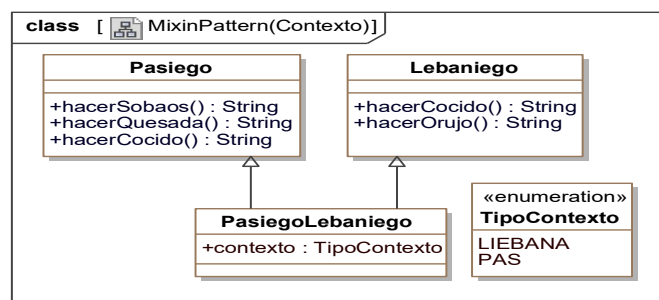 class [ MixinPattern(Contexto)]
Pasiego
+hacerSobaos() : String
+hacerQuesada() : String
+hacerCocido() : String
Lebaniego
+hacerCocido() : String
+hacerOrujo() : String
PasiegoLebaniego
+contexto : TipoContexto
«enumeration»
TipoContexto
LIEBANA
PAS